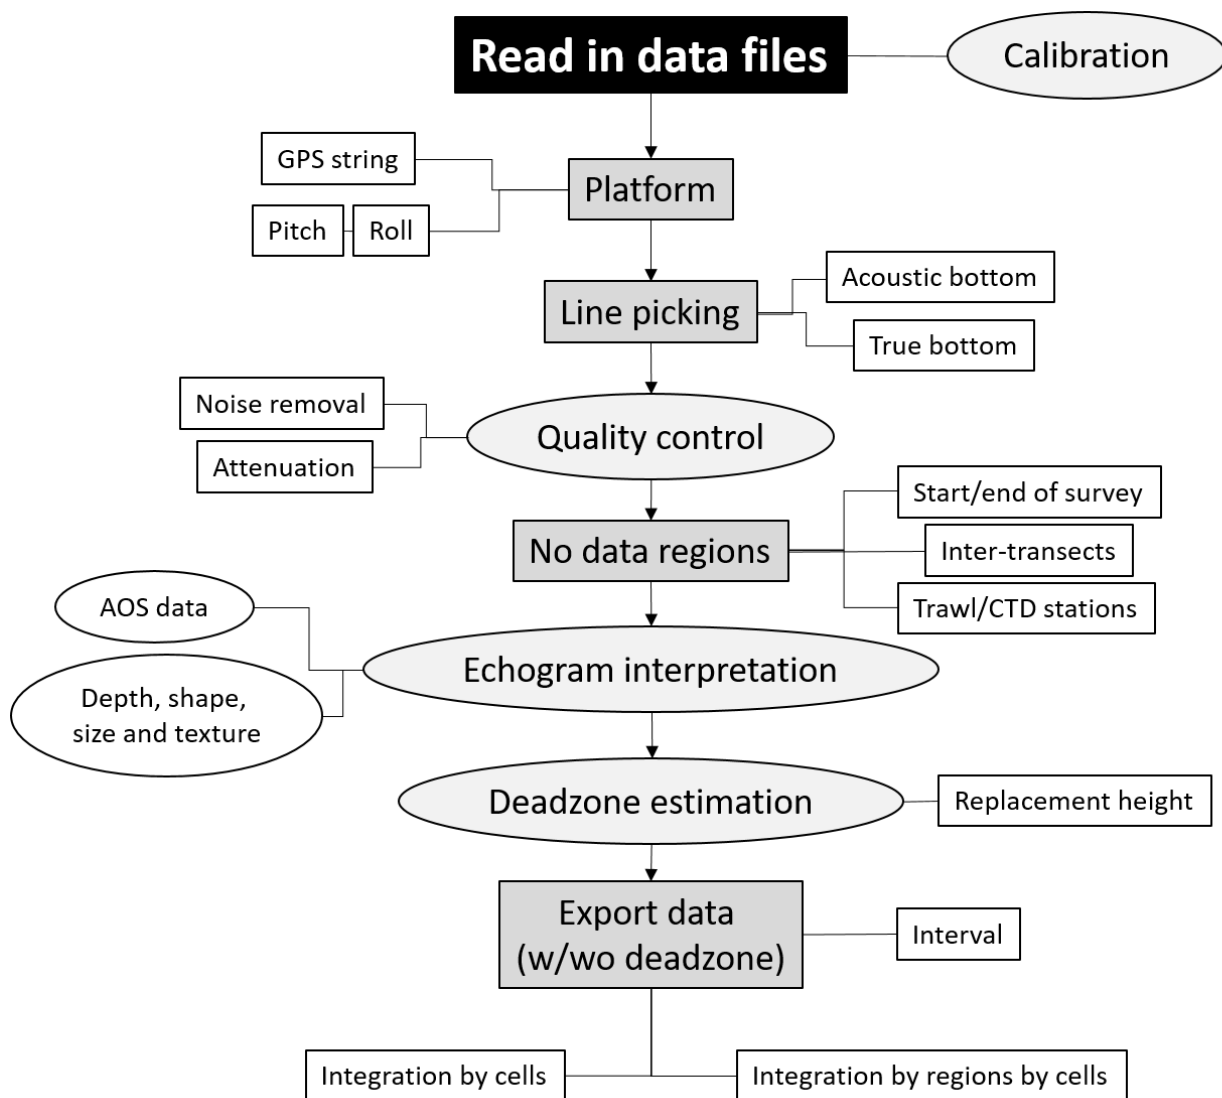 Read in data files
Calibration
GPS string
Platform
Pitch
Roll
Line picking
Acoustic bottom
True bottom
Noise removal
Attenuation
Quality control
Start/end of survey
No data regions
Inter-transects
Trawl/CTD stations
AOS data
Echogram interpretation
Depth, shape,
size and texture
Deadzone estimation
Replacement height
Export data
(w/wo deadzone)
Interval
Integration by cells
Integration by regions by cells